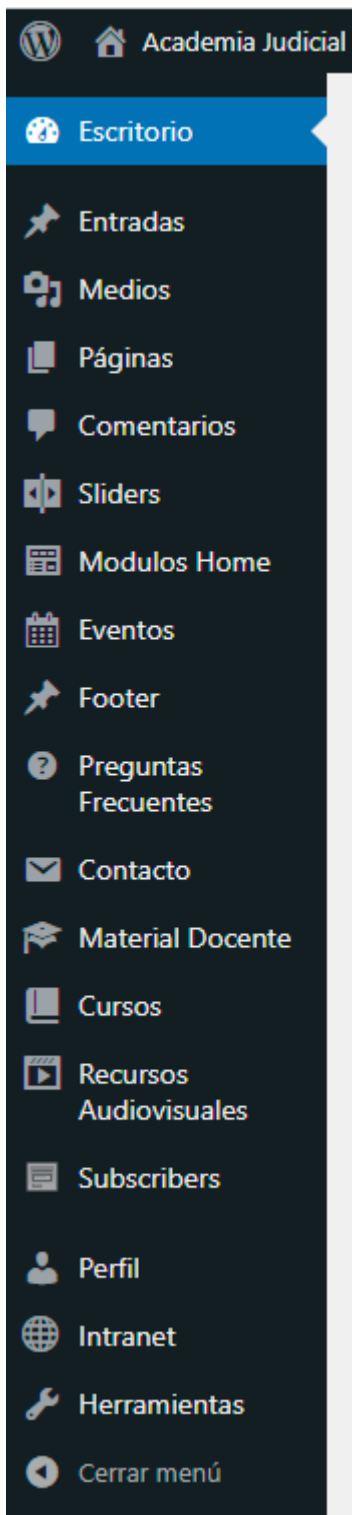 Academia Judicial
Escritorio
Entradas
Medios
Páginas
Comentarios
Sliders
Modulos Home
Eventos
Footer
Preguntas
Frecuentes
Contacto
Material Docente
Cursos
Recursos
Audiovisuales
Subscribers
Perfil
Intranet
Herramientas
Cerrar menú